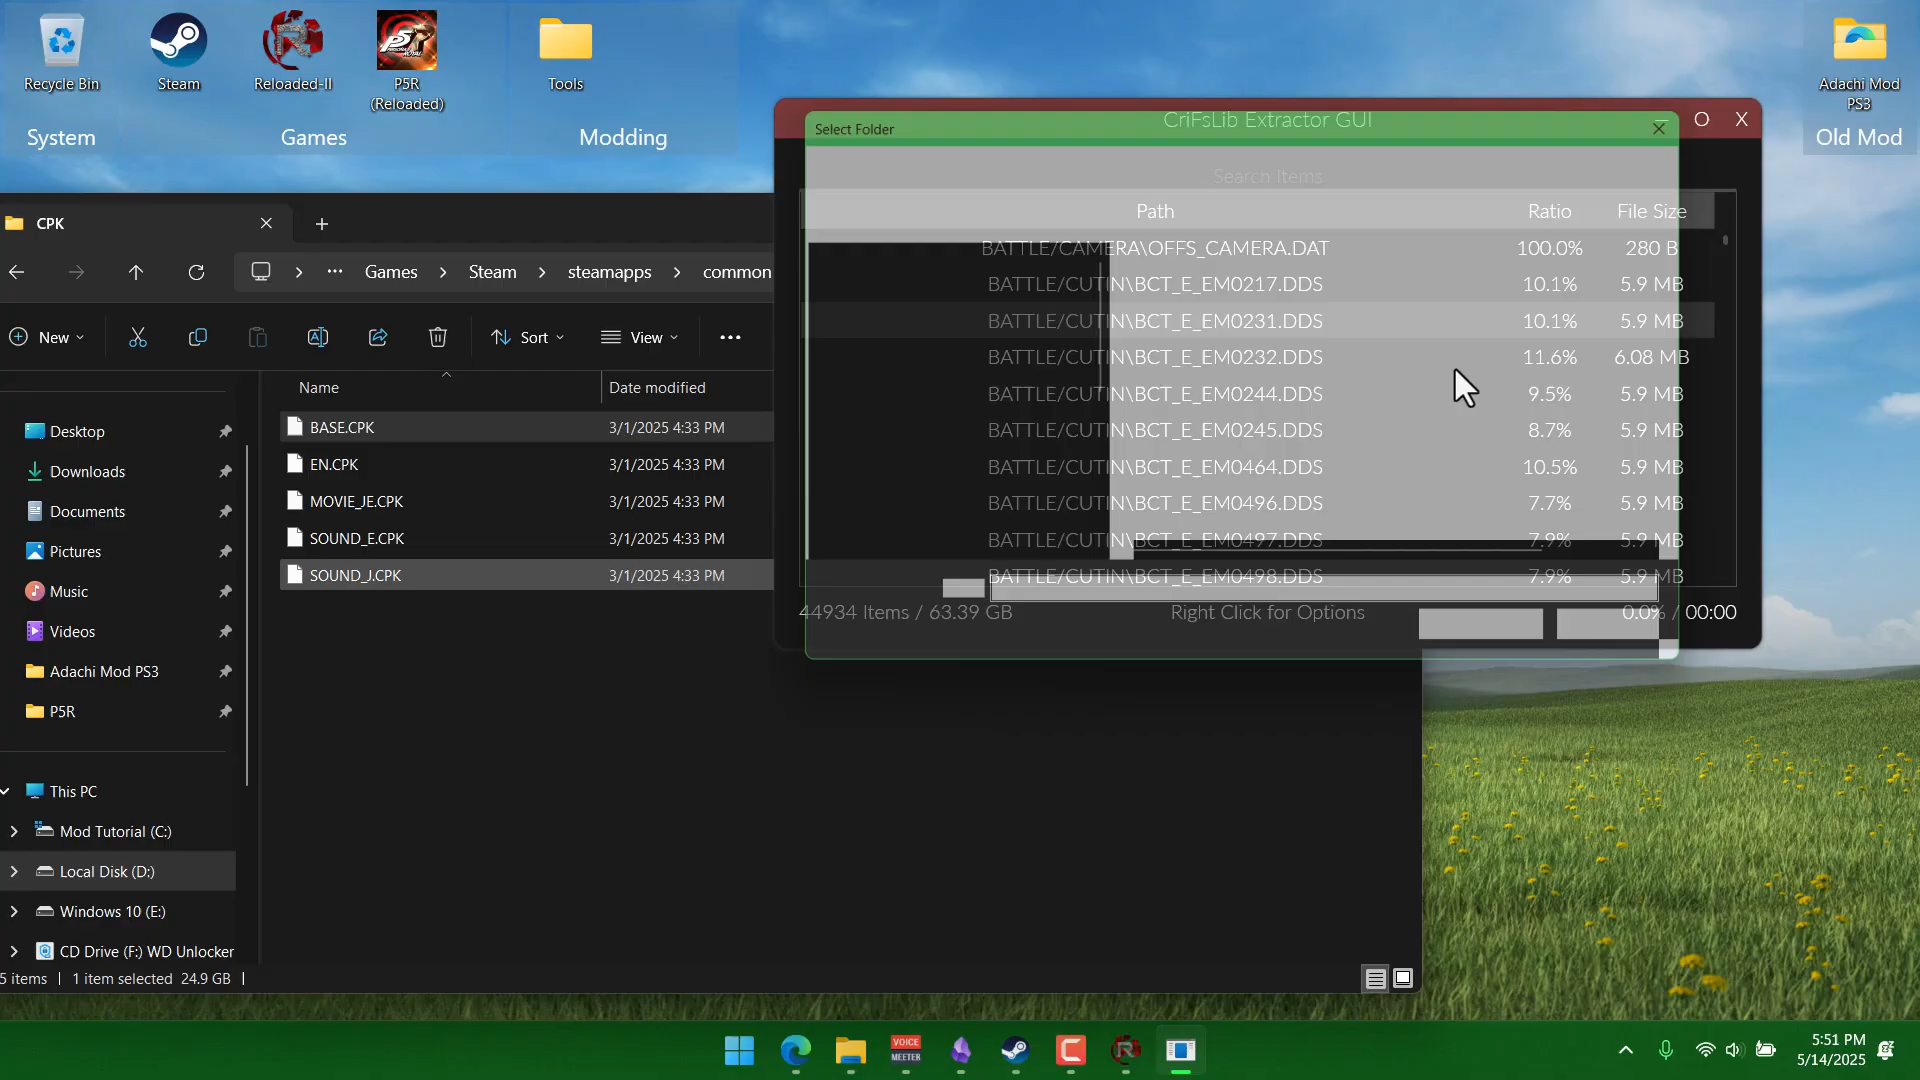 Recycle Bin
Steam
Reloaded-II
P5R
(Reloaded)
Tools
Adachi Mod
PS3
System
Games
Modding
Old Mod
CPK
Games
Steam
steamapps
common
New
Sort
View
Name
Date modified
BASE.CPK
3/1/2025 4:33 PM
EN.CPK
3/1/2025 4:33 PM
MOVIE_JE.CPK
3/1/2025 4:33 PM
SOUND_E.CPK
3/1/2025 4:33 PM
SOUND_J.CPK
3/1/2025 4:33 PM
Desktop
Downloads
Documents
Pictures
Music
Videos
Adachi Mod PS3
P5R
This PC
Mod Tutorial (C:)
Local Disk (D:)
Windows 10 (E:)
CD Drive (F:) WD Unlocker
5 items
1 item selected 24.9 GB
CriFsLib Extractor GUI
O X
Select Folder
Search Items
Path Ratio File Size
BATTLE/CAMERA\OFFS_CAMERA.DAT 100.0% 280 B
BATTLE/CUTIN\BCT_E_EM0217.DDS 10.1% 5.9 MB
BATTLE/CUTIN\BCT_E_EM0231.DDS 10.1% 5.9 MB
BATTLE/CUTIN\BCT_E_EM0232.DDS 11.6% 6.08 MB
BATTLE/CUTIN\BCT_E_EM0244.DDS 9.5% 5.9 MB
BATTLE/CUTIN\BCT_E_EM0245.DDS 8.7% 5.9 MB
BATTLE/CUTIN\BCT_E_EM0464.DDS 10.5% 5.9 MB
BATTLE/CUTIN\BCT_E_EM0496.DDS 7.7% 5.9 MB
BATTLE/CUTIN\BCT_E_EM0497.DDS 7.9% 5.9 MB
BATTLE/CUTIN\BCT_E_EM0498.DDS 7.9% 5.9 MB
44934 Items / 63.39 GB
Right Click for Options
0.0% / 00:00
VOICE
MEETER
5:51 PM
5/14/2025